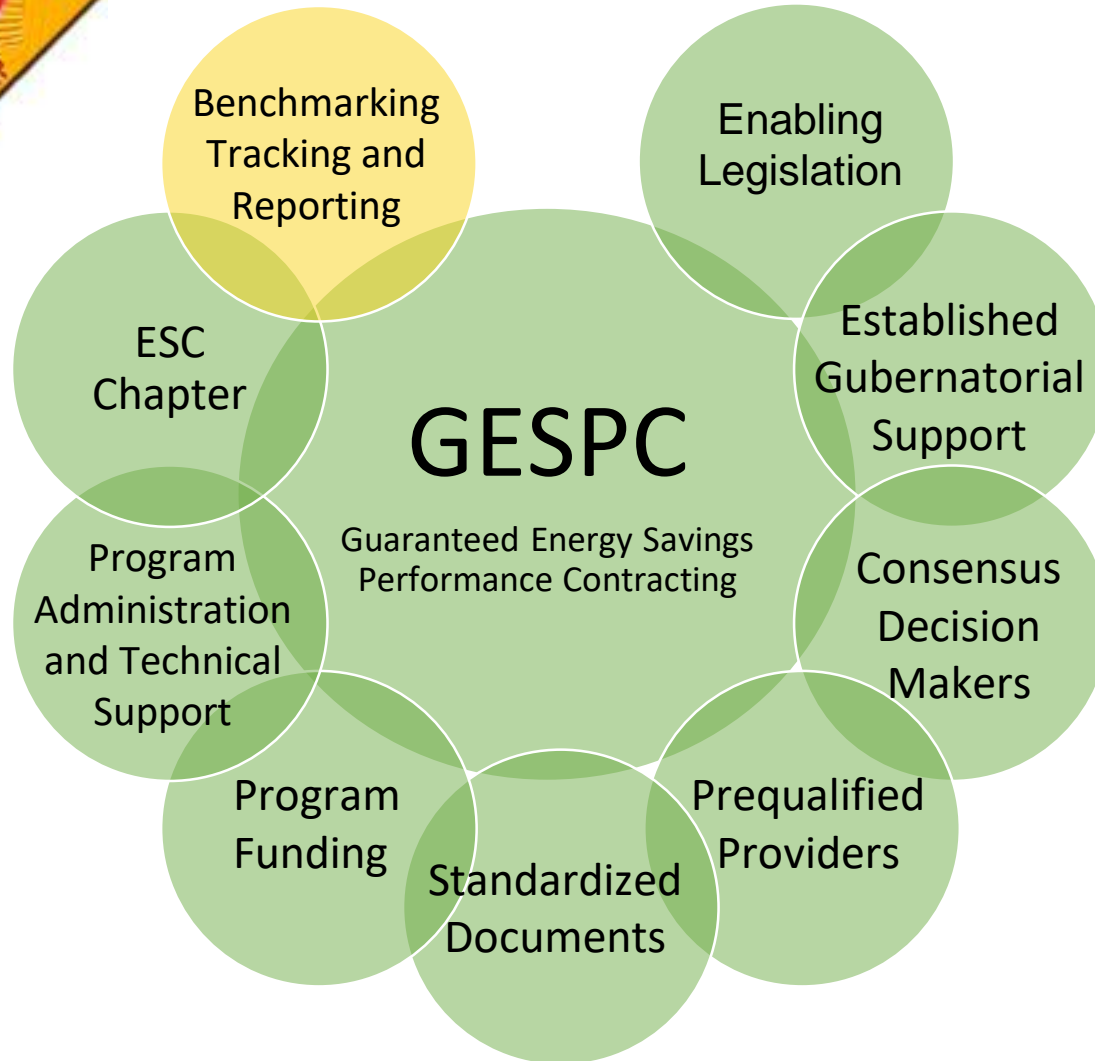 Benchmarking
Tracking and
Reporting
Enabling
Legislation
Established
Gubernatorial
Support
Consensus
Decision
Makers
Prequalified
Providers
Standardized
Documents
Program
Funding
Program
Administration
and Technical
Support
ESC
Chapter
GESPC
Guaranteed Energy Savings
Performance Contracting